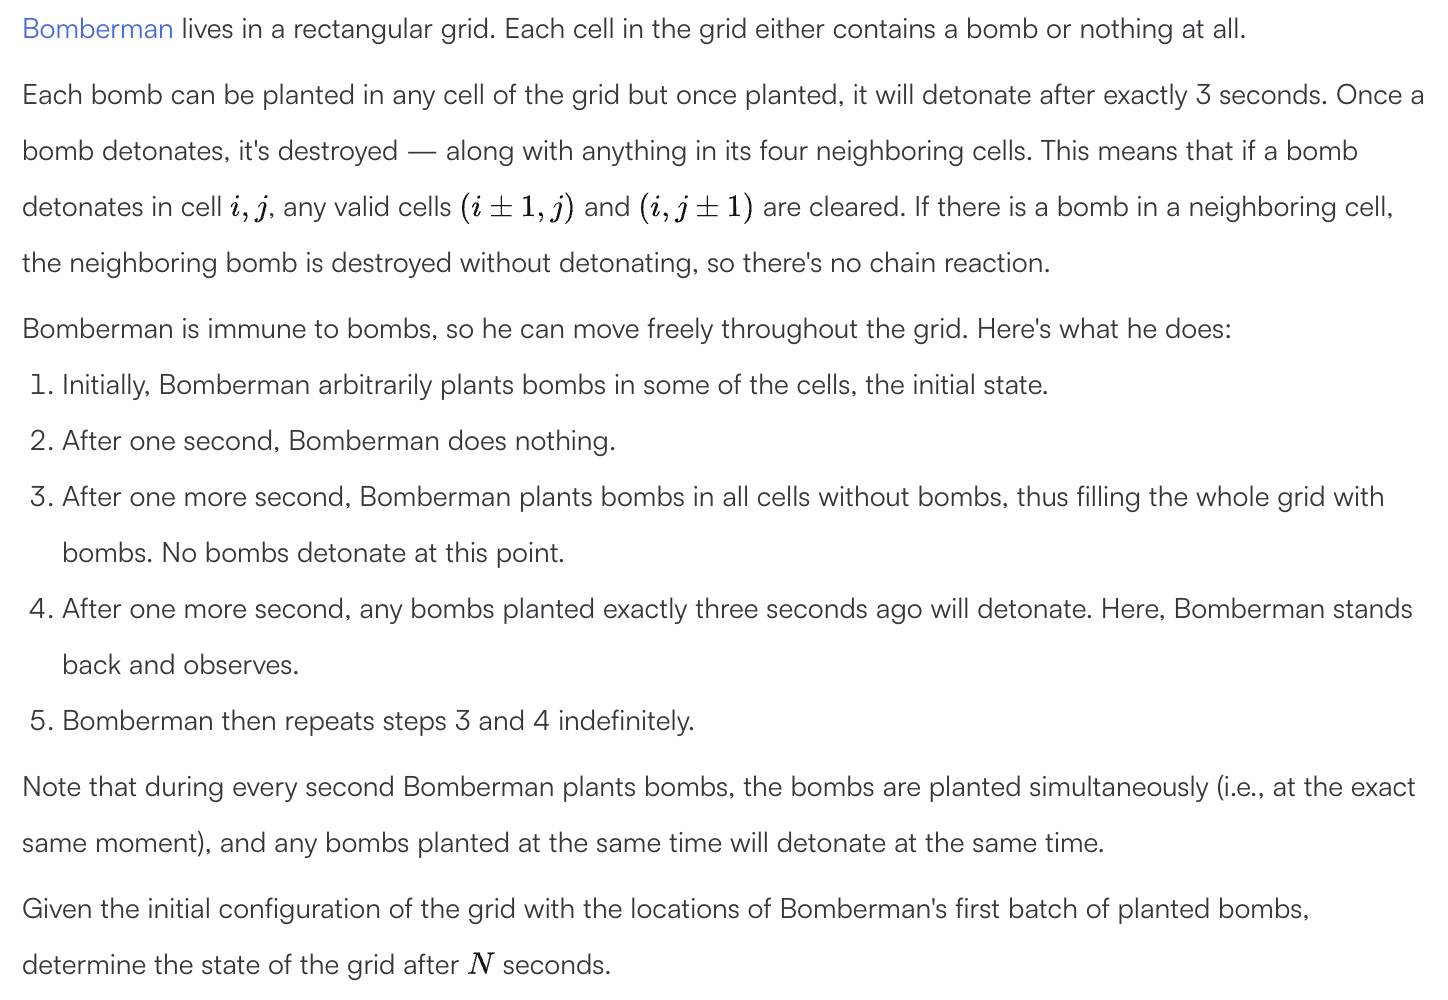 Bomberman lives in a rectangular grid. Each cell in the grid either contains a bomb or nothing at all.
Each bomb can be planted in any cell of the grid but once planted, it will detonate after exactly 3 seconds. Once a
bomb detonates, it's destroyed — along with anything in its four neighboring cells. This means that if a bomb
detonates in cell i, j, any valid cells (i ± 1, j) and (i, j ± 1) are cleared. If there is a bomb in a neighboring cell,
the neighboring bomb is destroyed without detonating, so there's no chain reaction.
Bomberman is immune to bombs, so he can move freely throughout the grid. Here's what he does:
1. Initially, Bomberman arbitrarily plants bombs in some of the cells, the initial state.
2. After one second, Bomberman does nothing.
3. After one more second, Bomberman plants bombs in all cells without bombs, thus filling the whole grid with
bombs. No bombs detonate at this point.
4. After one more second, any bombs planted exactly three seconds ago will detonate. Here, Bomberman stands
back and observes.
5. Bomberman then repeats steps 3 and 4 indefinitely.
Note that during every second Bomberman plants bombs, the bombs are planted simultaneously (i.e., at the exact
same moment), and any bombs planted at the same time will detonate at the same time.
Given the initial configuration of the grid with the locations of Bomberman's first batch of planted bombs,
determine the state of the grid after N seconds.